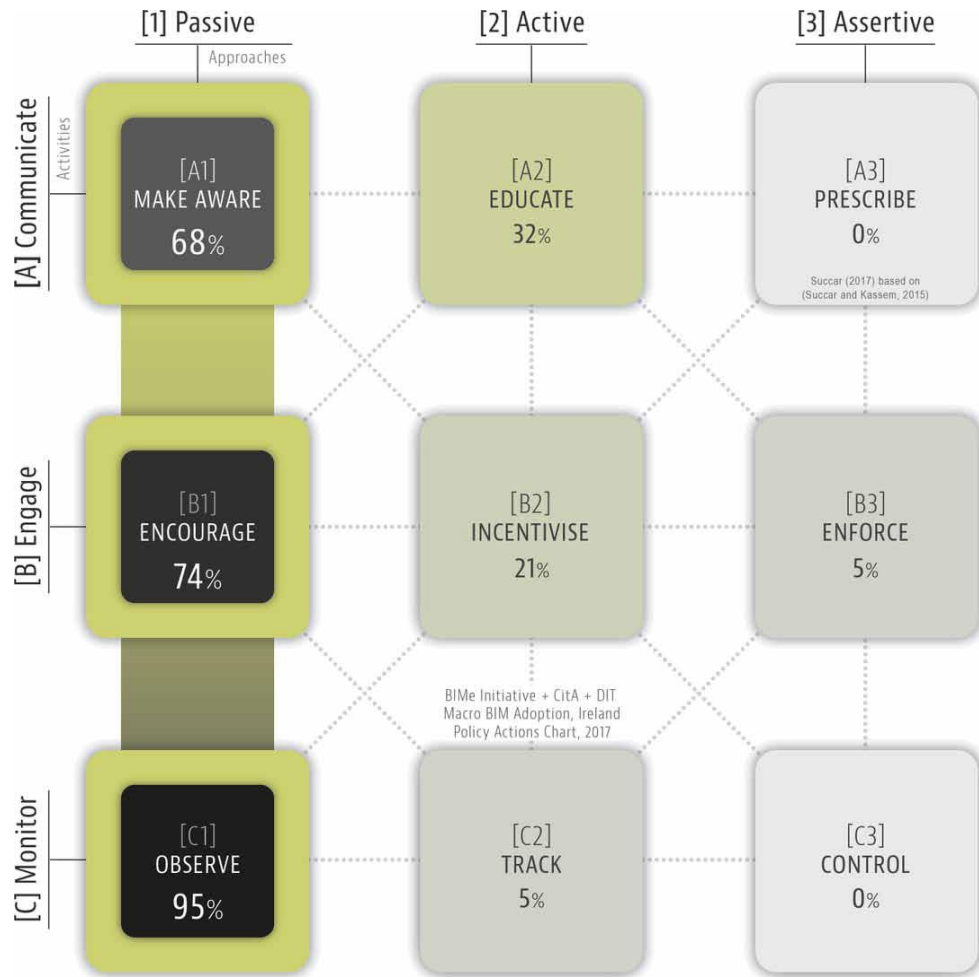 [1] Passive
[2] Active
[3] Assertive
Approaches
Activities
[A] Communicate
[A1]
MAKE AWARE
68%
[A2]
EDUCATE
32%
[A3]
PRESCRIBE
0%
Succar (2017) based on
(Succar and Kassem, 2015)
[B] Engage
[B1]
ENCOURAGE
74%
[B2]
INCENTIVISE
21%
[B3]
ENFORCE
5%
BIMe Initiative + CitA + DIT
Macro BIM Adoption, Ireland
Policy Actions Chart, 2017
[C] Monitor
[C1]
OBSERVE
95%
[C2]
TRACK
5%
[C3]
CONTROL
0%